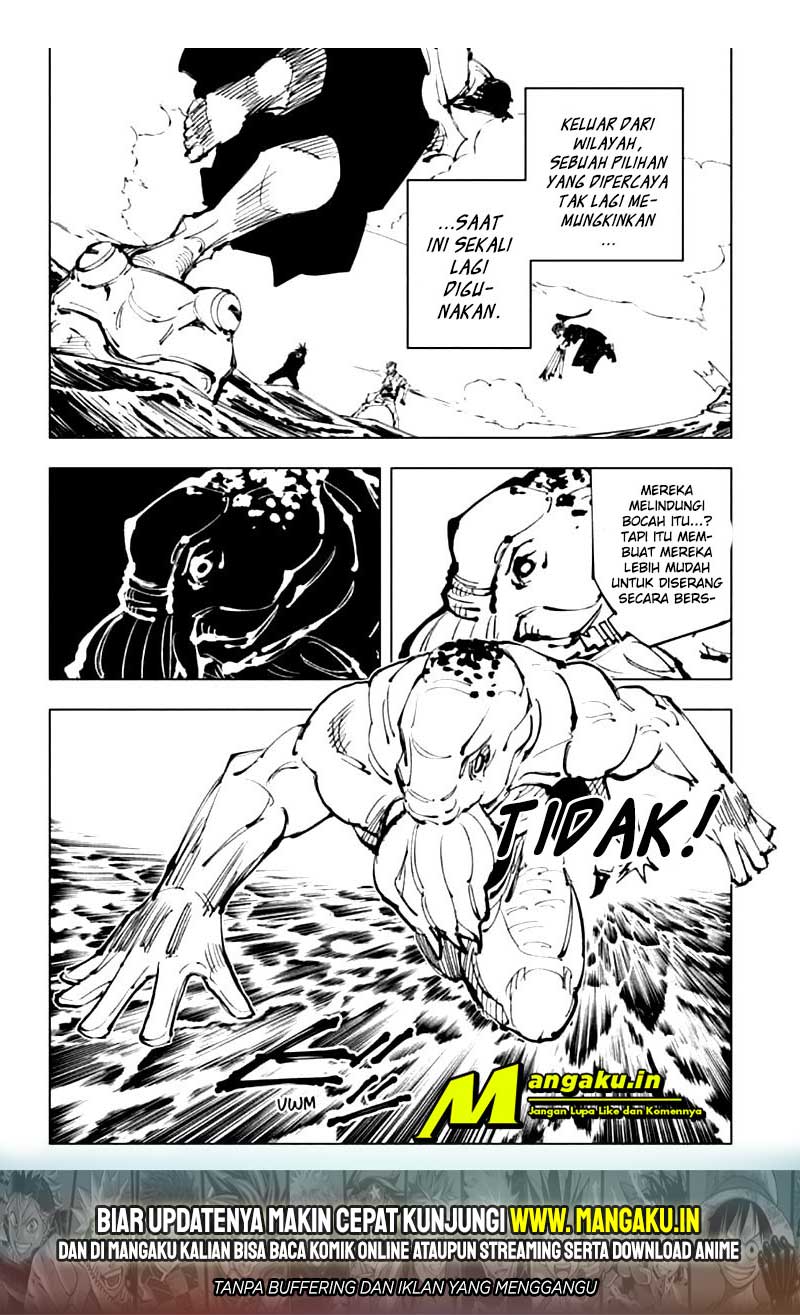 KELUAR DARI
WILAYAH,
SEBUAH PILIHAN
YANG DIPERCAYA
TAK LAGI ME-
MUNGKINKAN
...
...SAAT
INI SEKALI
LAGI
DIGU-
NAKAN.
MEREKA
MELINDUNGI
BOCAH ITU...?
TAPI ITU MEM-
BUAT MEREKA
LEBIH MUDAH
UNTUK DISERANG
SECARA BERS-
TIDAK!
VWM
Mangaku.in
Jangan Lupa Like dan Komennya
BIAR UPDATENYA MAKIN CEPAT KUNJUNGI WWW. MANGAKU.IN
DAN DI MANGAKU KALIAN BISA BACA KOMIK ONLINE ATAUPUN STREAMING SERTA DOWNLOAD ANIME
TANPA BUFFERING DAN IKLAN YANG MENGGANGU